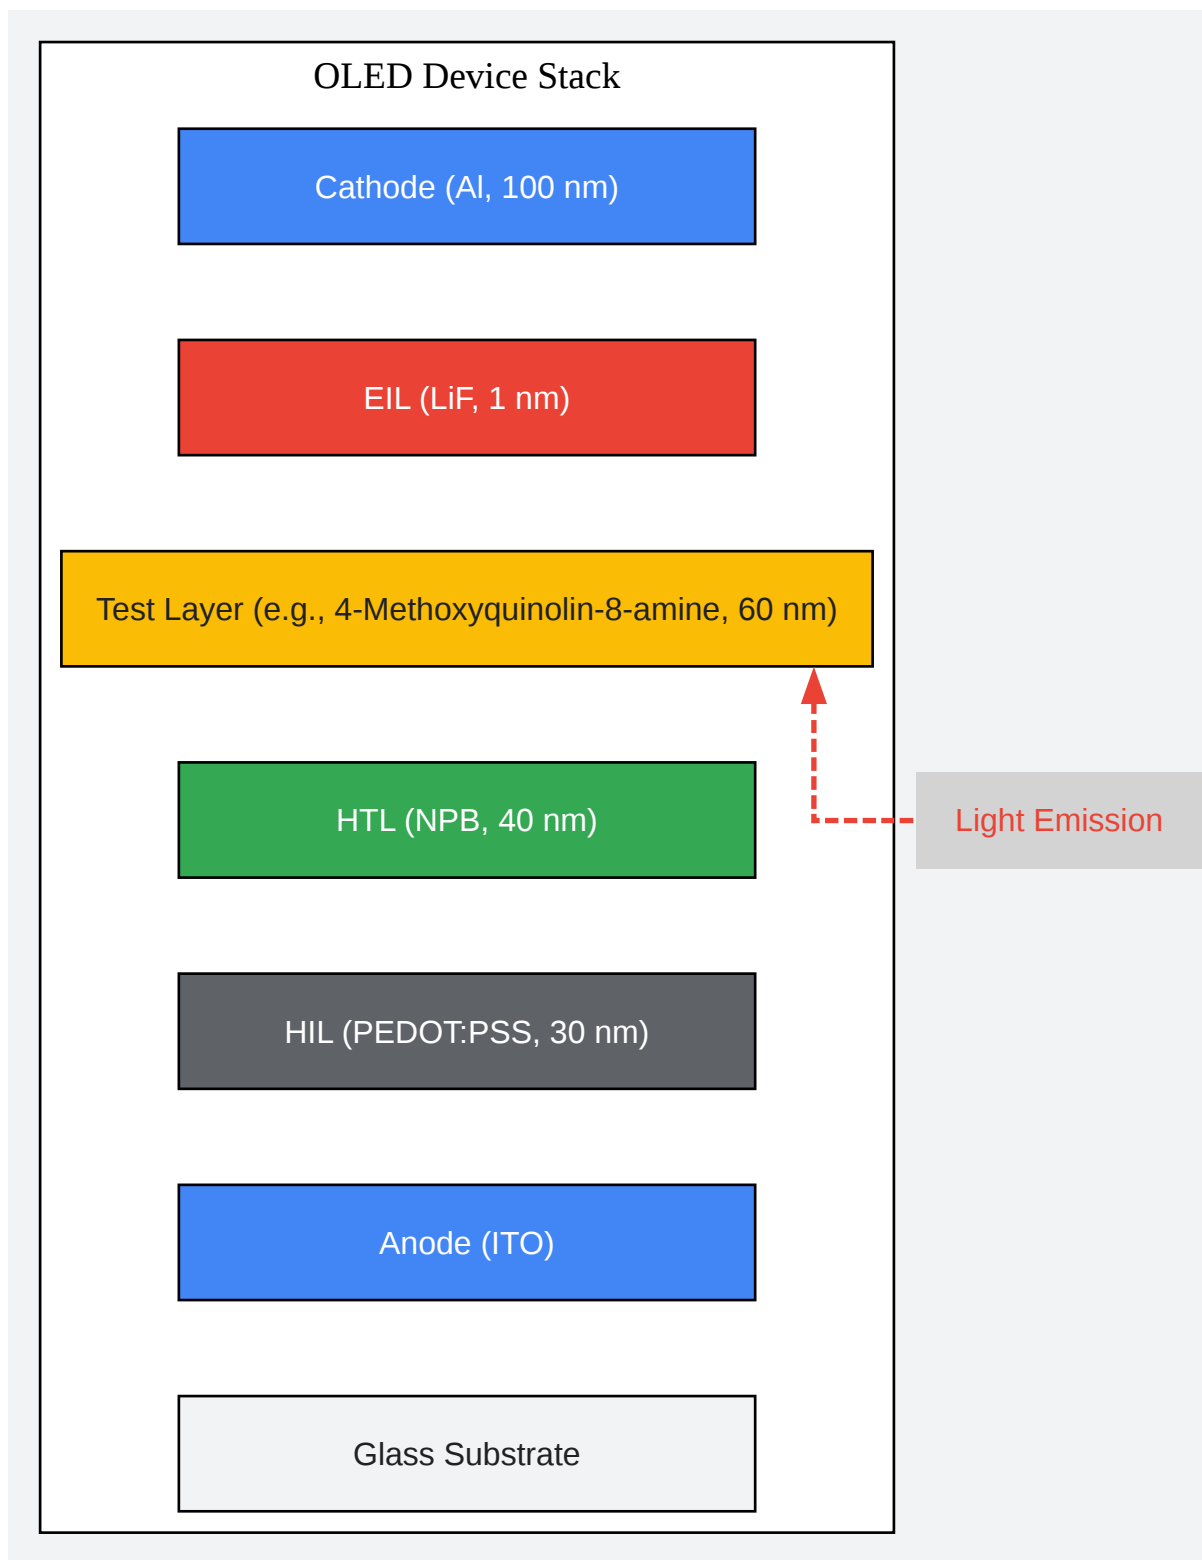 OLED Device Stack
Cathode (Al, 100 nm)
EIL (LiF, 1 nm)
Test Layer (e.g., 4-Methoxyquinolin-8-amine, 60 nm)
HTL (NPB, 40 nm)
Light Emission
HIL (PEDOT:PSS, 30 nm)
Anode (ITO)
Glass Substrate